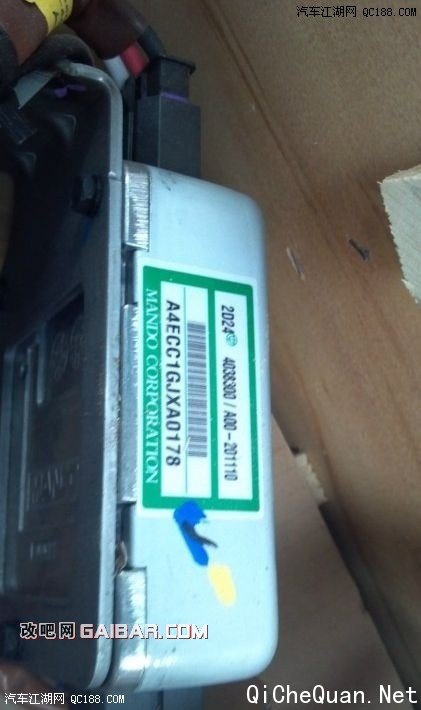 汽车江湖网 QC188.COM
2D24 4038300 / A00-201110
A4ECC1GJXA0178
MANDO CORPORATION
改吧网 GAIBAR.COM
汽车江湖网 QC188.COM
QiCheQuan.Net